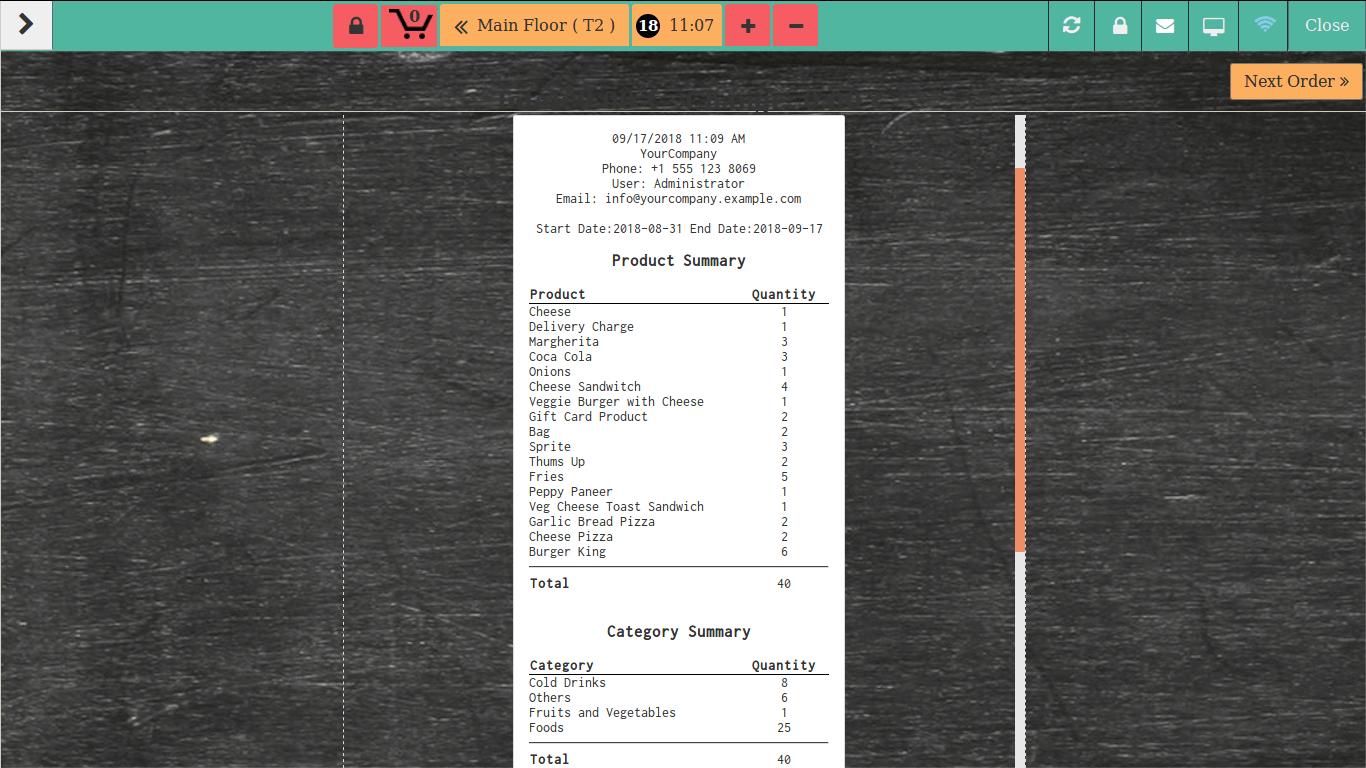 0
Main Floor ( T2 )
18 11:07
Close
Next Order
09/17/2018 11:09 AM
YourCompany
Phone: +1 555 123 8069
User: Administrator
Email: info@yourcompany.example.com
Start Date:2018-08-31 End Date:2018-09-17
Product Summary
Product Quantity
Cheese 1
Delivery Charge 1
Margherita 3
Coca Cola 3
Onions 1
Cheese Sandwitch 4
Veggie Burger with Cheese 1
Gift Card Product 2
Bag 2
Sprite 3
Thums Up 2
Fries 5
Peppy Paneer 1
Veg Cheese Toast Sandwich 1
Garlic Bread Pizza 2
Cheese Pizza 2
Burger King 6
Total 40
Category Summary
Category Quantity
Cold Drinks 8
Others 6
Fruits and Vegetables 1
Foods 25
Total 40